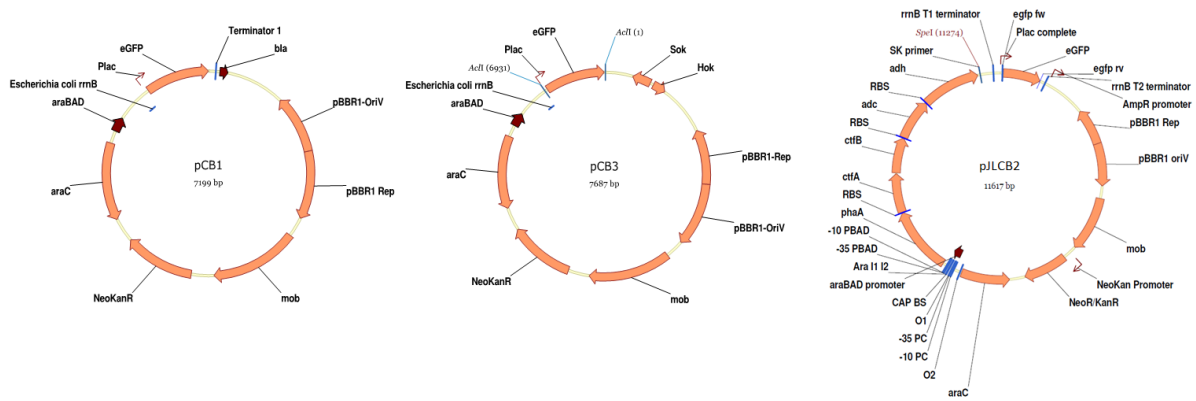 Terminator 1
bla
eGFP
Plac
Escherichia coli rrnB
araBAD
pBBR1-OriV
pCB1
7199 bp
araC
pBBR1 Rep
NeoKanR
mob
AclI (1)
eGFP
Plac
Sok
Hok
AclI (6931)
Escherichia coli rrnB
araBAD
pBBR1-Rep
pCB3
7687 bp
araC
pBBR1-OriV
NeoKanR
mob
rrnB T1 terminator
egfp fw
SpeI (11274)
Plac complete
SK primer
eGFP
adh
egfp rv
rrnB T2 terminator
RBS
AmpR promoter
adc
pBBR1 Rep
RBS
ctfB
pBBR1 oriV
pJLCB2
11617 bp
ctfA
RBS
phaA
-10 PBAD
-35 PBAD
mob
Ara I1 I2
araBAD promoter
NeoKan Promoter
CAP BS
NeoR/KanR
O1
-35 PC
-10 PC
O2
araC